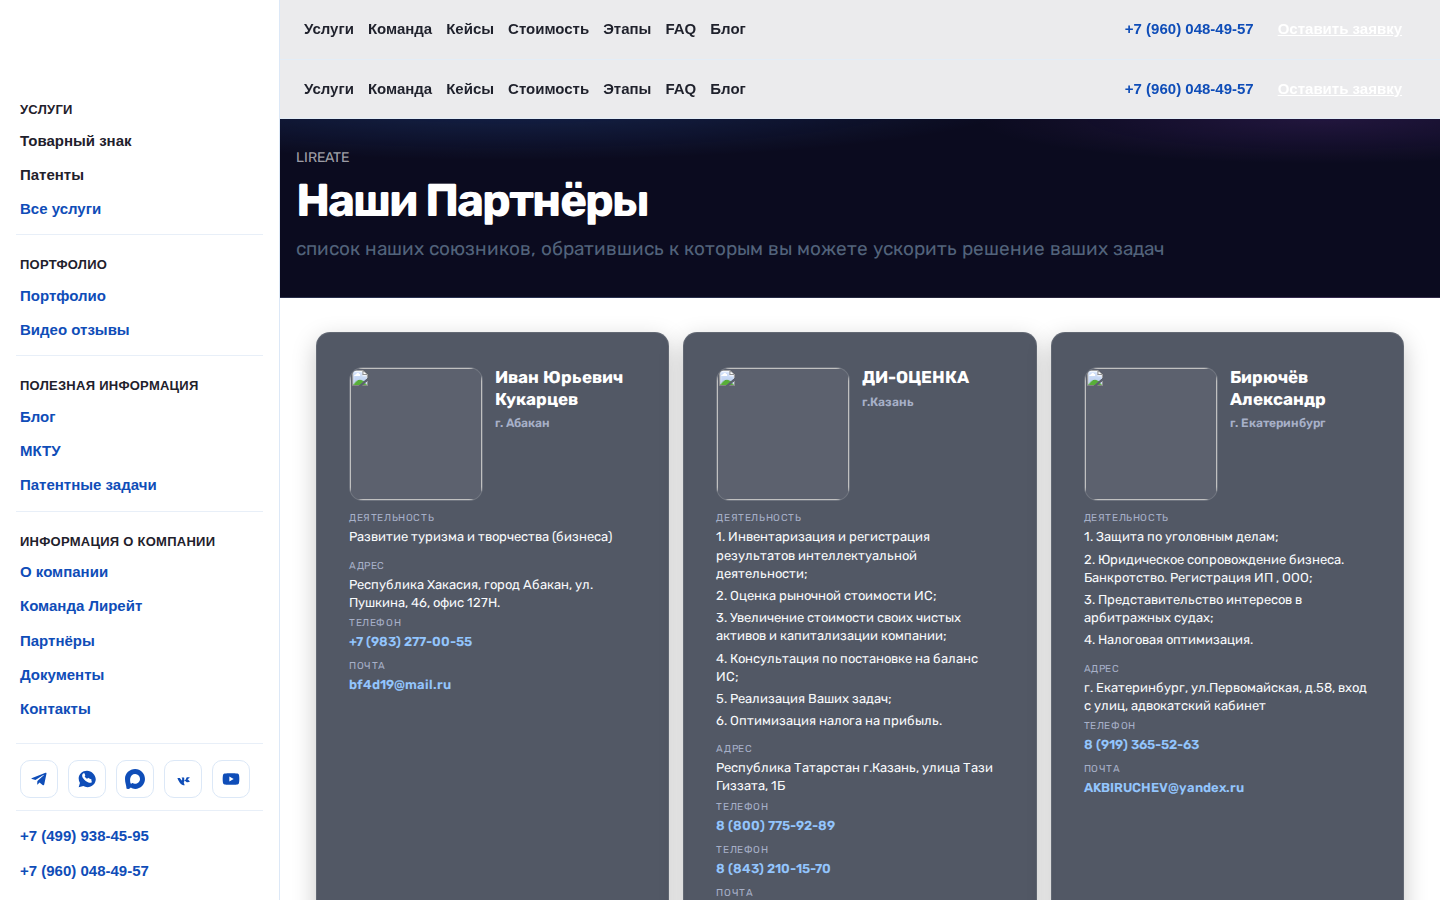 УСЛУГИ
Товарный знак
Патенты
Все услуги
ПОРТФОЛИО
Портфолио
Видео отзывы
ПОЛЕЗНАЯ ИНФОРМАЦИЯ
Блог
МКТУ
Патентные задачи
ИНФОРМАЦИЯ О КОМПАНИИ
О компании
Команда Лирейт
Партнёры
Документы
Контакты
+7 (499) 938-45-95
+7 (960) 048-49-57
Услуги Команда Кейсы Стоимость Этапы FAQ Блог +7 (960) 048-49-57 Оставить заявку
Услуги Команда Кейсы Стоимость Этапы FAQ Блог +7 (960) 048-49-57 Оставить заявку
LIREATE
Наши Партнёры
список наших союзников, обратившись к которым вы можете ускорить решение ваших задач
Иван Юрьевич
Кукарцев
г. Абакан
ДЕЯТЕЛЬНОСТЬ
Развитие туризма и творчества (бизнеса)
АДРЕС
Республика Хакасия, город Абакан, ул.
Пушкина, 46, офис 127Н.
ТЕЛЕФОН
+7 (983) 277-00-55
ПОЧТА
bf4d19@mail.ru
ДИ-ОЦЕНКА
г.Казань
ДЕЯТЕЛЬНОСТЬ
1. Инвентаризация и регистрация
результатов интеллектуальной
деятельности;
2. Оценка рыночной стоимости ИС;
3. Увеличение стоимости своих чистых
активов и капитализации компании;
4. Консультация по постановке на баланс
ИС;
5. Реализация Ваших задач;
6. Оптимизация налога на прибыль.
АДРЕС
Республика Татарстан г.Казань, улица Тази
Гиззата, 1Б
ТЕЛЕФОН
8 (800) 775-92-89
ТЕЛЕФОН
8 (843) 210-15-70
ПОЧТА
Бирючёв
Александр
г. Екатеринбург
ДЕЯТЕЛЬНОСТЬ
1. Защита по уголовным делам;
2. Юридическое сопровождение бизнеса.
Банкротство. Регистрация ИП , ООО;
3. Представительство интересов в
арбитражных судах;
4. Налоговая оптимизация.
АДРЕС
г. Екатеринбург, ул.Первомайская, д.58, вход
с улиц, адвокатский кабинет
ТЕЛЕФОН
8 (919) 365-52-63
ПОЧТА
AKBIRUCHEV@yandex.ru